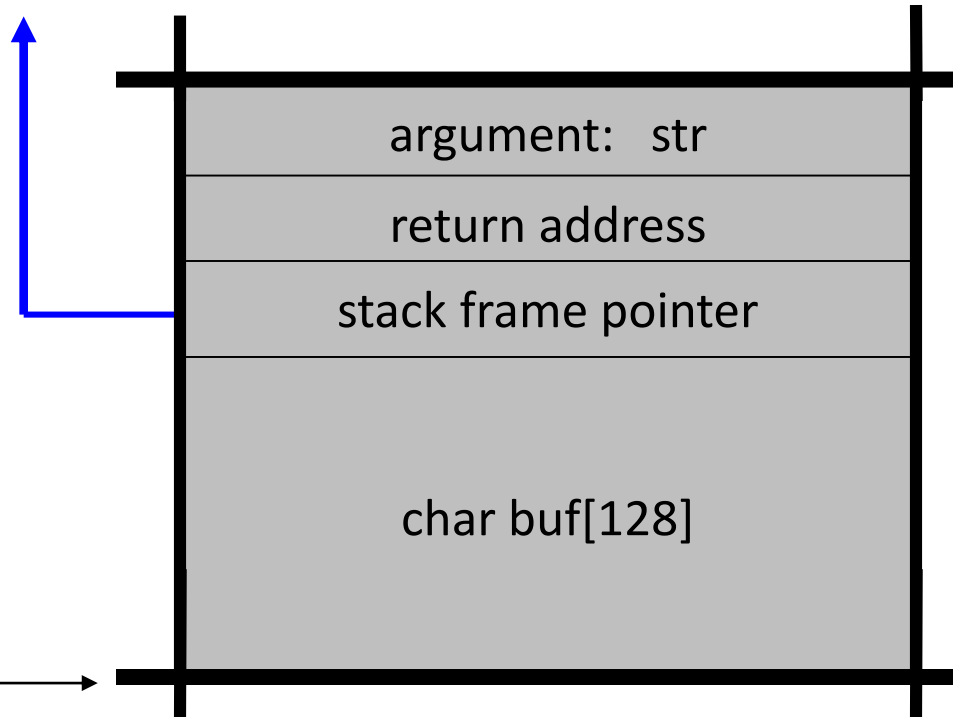 argument: str
return address
stack frame pointer
char buf[128]